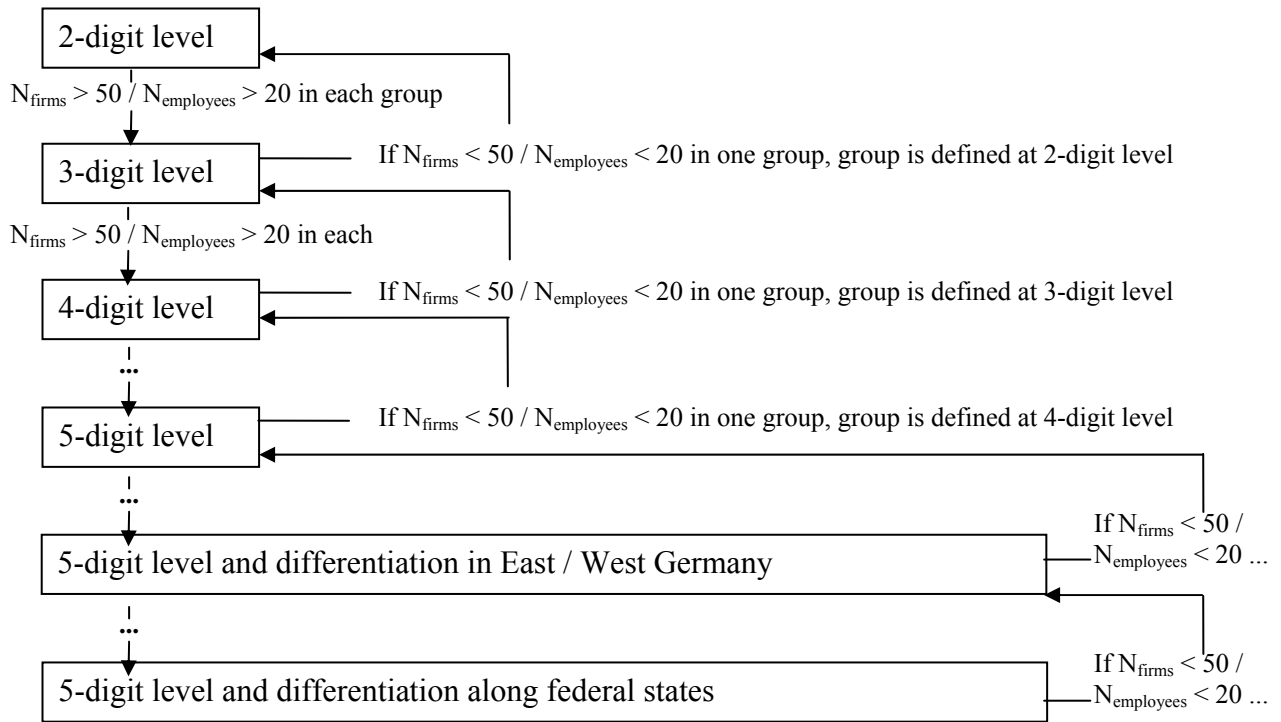 2-digit level
N_firms > 50 / N_employees > 20 in each group
If N_firms < 50 / N_employees < 20 in one group, group is defined at 2-digit level
3-digit level
N_firms > 50 / N_employees > 20 in each
If N_firms < 50 / N_employees < 20 in one group, group is defined at 3-digit level
4-digit level
...
If N_firms < 50 / N_employees < 20 in one group, group is defined at 4-digit level
5-digit level
...
If N_firms < 50 /
N_employees < 20 ...
5-digit level and differentiation in East / West Germany
...
If N_firms < 50 /
N_employees < 20 ...
5-digit level and differentiation along federal states